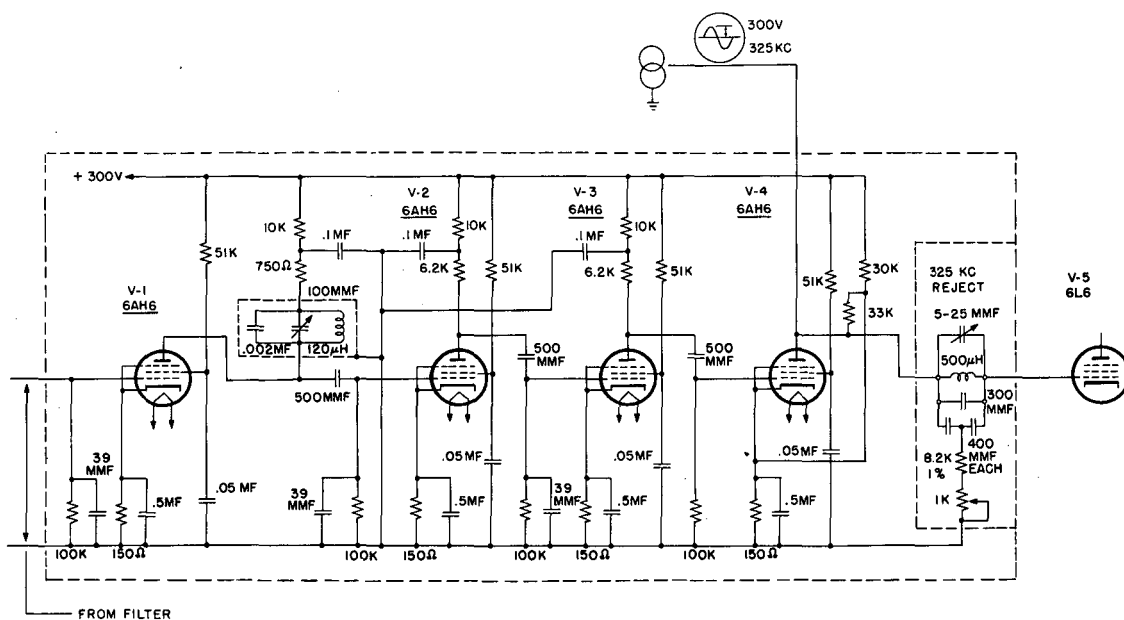 300V
325 KC
+ 300V
V-2
6AH6
V-3
6AH6
V-4
6AH6
10K
.1MF
.1MF
10K
.1MF
10K
51K
750Ω
6.2K
51K
6.2K
51K
51K
30K
33K
325 KC
REJECT
V-5
6L6
V-1
6AH6
100MMF
.002MF
120μH
5-25 MMF
500μH
500
MMF
500
MMF
500MMF
300
MMF
39
MMF
.05 MF
.5MF
39
MMF
.05MF
.5MF
39
MMF
.05MF
.5MF
.05MF
.5MF
400
MMF
EACH
8.2K
1%
1K
100K
150Ω
100K
150Ω
100K
150Ω
100K
150Ω
FROM FILTER